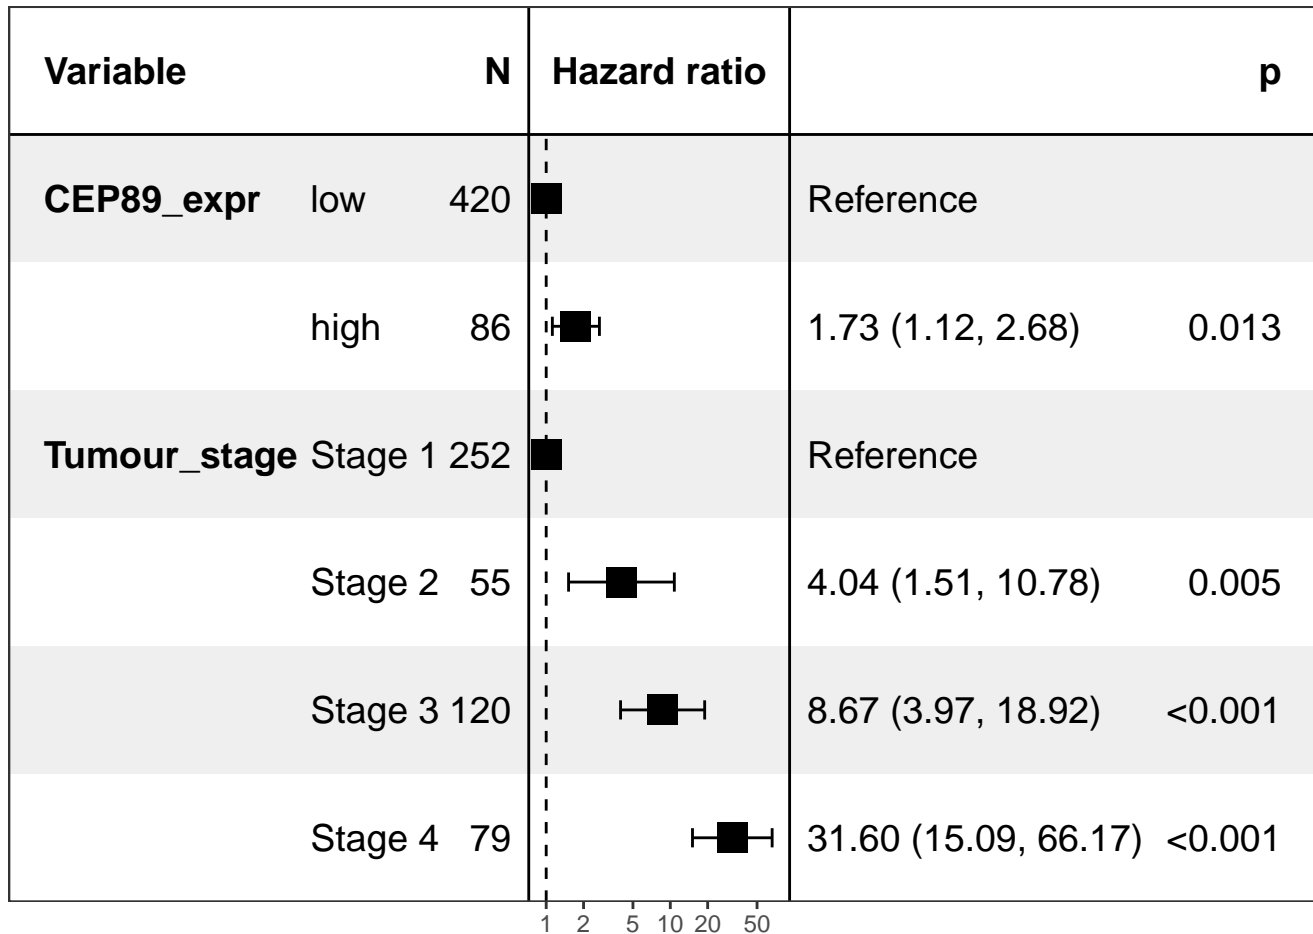 Variable N Hazard ratio p
CEP89_expr low 420 Reference
high 86 1.73 (1.12, 2.68) 0.013
Tumour_stage Stage 1 252 Reference
Stage 2 55 4.04 (1.51, 10.78) 0.005
Stage 3 120 8.67 (3.97, 18.92) <0.001
Stage 4 79 31.60 (15.09, 66.17) <0.001
1 2 5 10 20 50